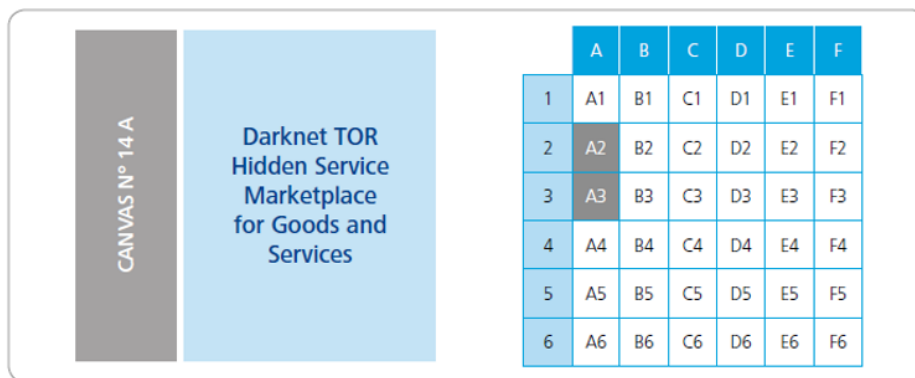 CANVAS N° 14 A
Darknet TOR
Hidden Service
Marketplace
for Goods and
Services
A B C D E F
1 A1 B1 C1 D1 E1 F1
2 A2 B2 C2 D2 E2 F2
3 A3 B3 C3 D3 E3 F3
4 A4 B4 C4 D4 E4 F4
5 A5 B5 C5 D5 E5 F5
6 A6 B6 C6 D6 E6 F6